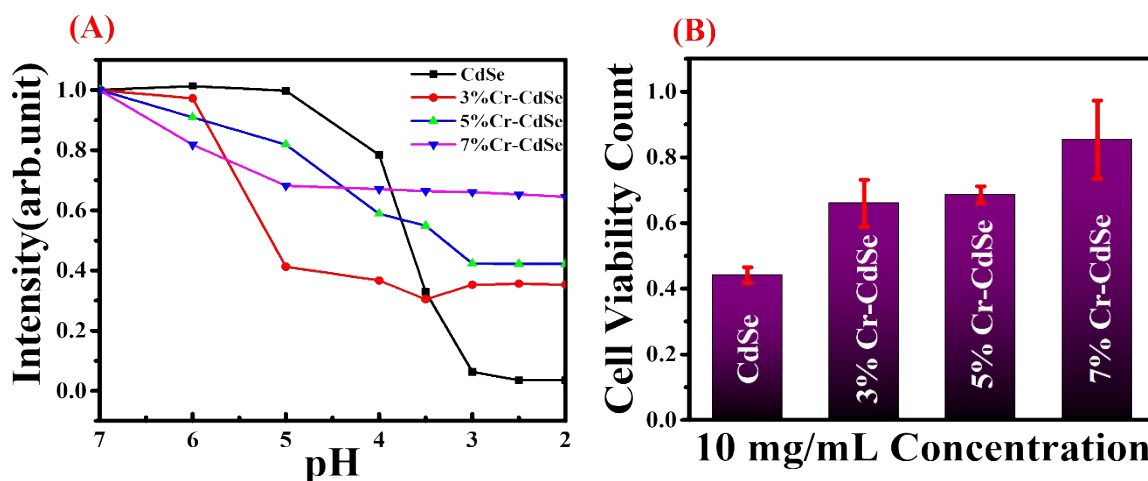 (A)
Intensity(arb.unit)
1.0
0.8
0.6
0.4
0.2
0.0
CdSe
3%Cr-CdSe
5%Cr-CdSe
7%Cr-CdSe
7 6 5 4 3 2
pH
(B)
Cell Viability Count
1.0
0.8
0.6
0.4
0.2
0.0
CdSe
3% Cr-CdSe
5% Cr-CdSe
7% Cr-CdSe
10 mg/mL Concentration